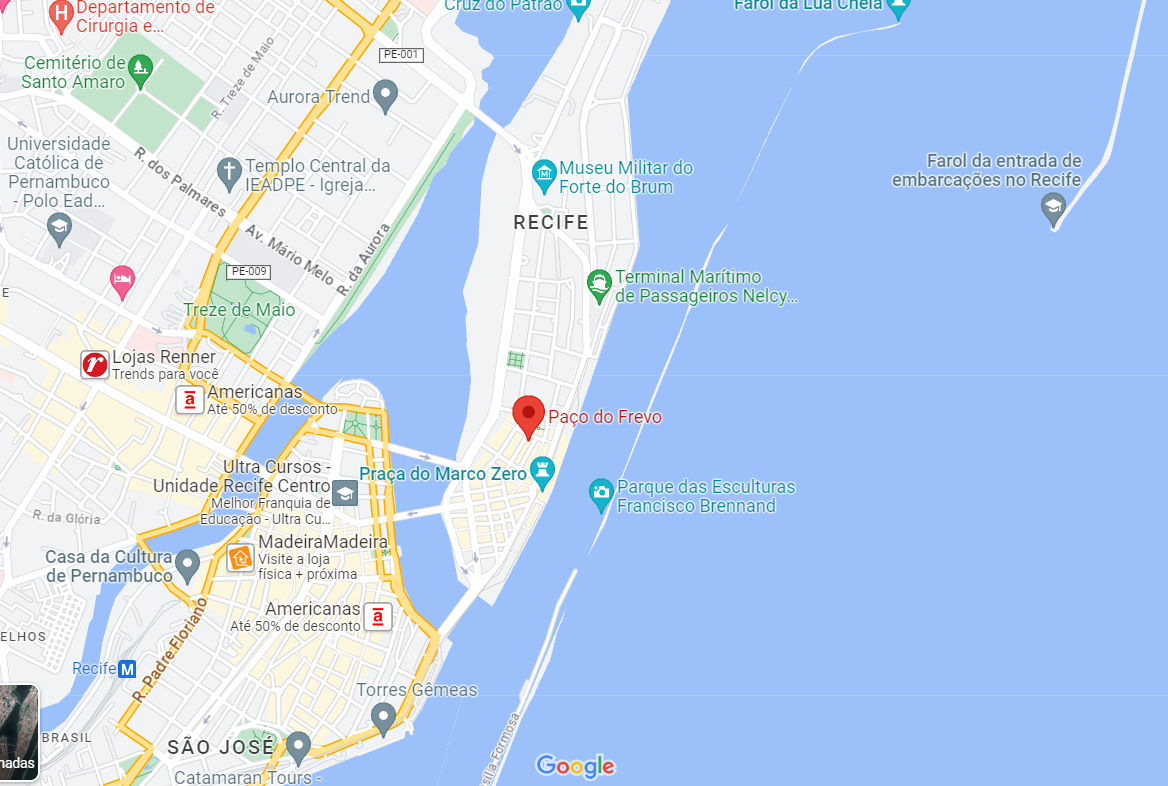 Cruz do Patrão
Farol da Lua Cheia
Departamento de
Cirurgia e...
PE-001
Cemitério de
Santo Amaro
R. Treze de Maio
Aurora Trend
Universidade
Católica de
Pernambuco
- Polo Ead...
R. dos Palmares
Templo Central da
IEADPE - Igreja...
Museu Militar do
Forte do Brum
Farol da entrada de
embarcações no Recife
RECIFE
Av. Mário Melo
R. da Aurora
PE-009
Terminal Marítimo
de Passageiros Nelcy...
Treze de Maio
Lojas Renner
Trends para você
Americanas
Até 50% de desconto
Paço do Frevo
Ultra Cursos -
Unidade Recife Centro
Melhor Franquia de
Educação - Ultra Cu...
Praça do Marco Zero
Parque das Esculturas
Francisco Brennand
R. da Glória
MadeiraMadeira
Visite a loja
física + próxima
Casa da Cultura
de Pernambuco
Americanas
Até 50% de desconto
R. Padre Floriano
ELHOS
Recife M
Torres Gêmeas
BRASIL
SÃO JOSÉ
nadas
Catamaran Tours -
sília Formosa
Google